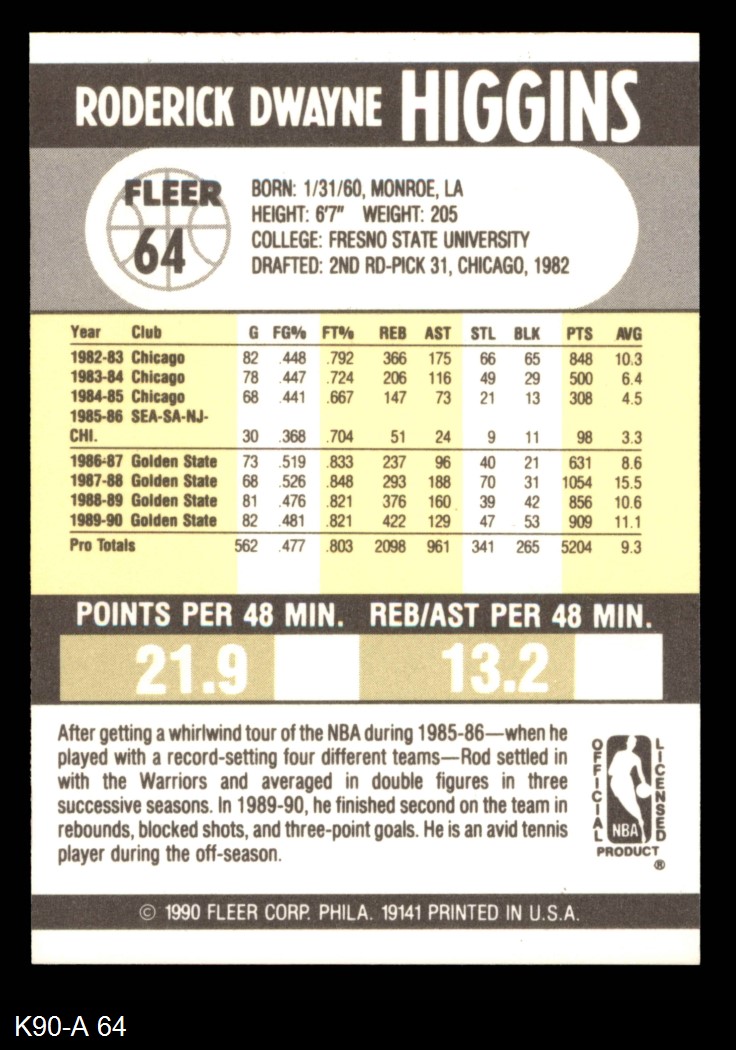 RODERICK DWAYNE HIGGINS
FLEER
64
BORN: 1/31/60, MONROE, LA
HEIGHT: 6'7" WEIGHT: 205
COLLEGE: FRESNO STATE UNIVERSITY
DRAFTED: 2ND RD-PICK 31, CHICAGO, 1982
Year Club G FG% FT% REB AST STL BLK PTS AVG
1982-83 Chicago 82 .448 .792 366 175 66 65 848 10.3
1983-84 Chicago 78 .447 .724 206 116 49 29 500 6.4
1984-85 Chicago 68 .441 .667 147 73 21 13 308 4.5
1985-86 SEA-SA-NJ-
CHI. 30 .368 .704 51 24 9 11 98 3.3
1986-87 Golden State 73 .519 .833 237 96 40 21 631 8.6
1987-88 Golden State 68 .526 .848 293 188 70 31 1054 15.5
1988-89 Golden State 81 .476 .821 376 160 39 42 856 10.6
1989-90 Golden State 82 .481 .821 422 129 47 53 909 11.1
Pro Totals 562 .477 .803 2098 961 341 265 5204 9.3
POINTS PER 48 MIN. REB/AST PER 48 MIN.
21.9 13.2
After getting a whirlwind tour of the NBA during 1985-86—when he
played with a record-setting four different teams—Rod settled in
with the Warriors and averaged in double figures in three
successive seasons. In 1989-90, he finished second on the team in
rebounds, blocked shots, and three-point goals. He is an avid tennis
player during the off-season.
OFFICIAL
LICENSED
NBA
PRODUCT
®
© 1990 FLEER CORP. PHILA. 19141 PRINTED IN U.S.A.
K90-A 64